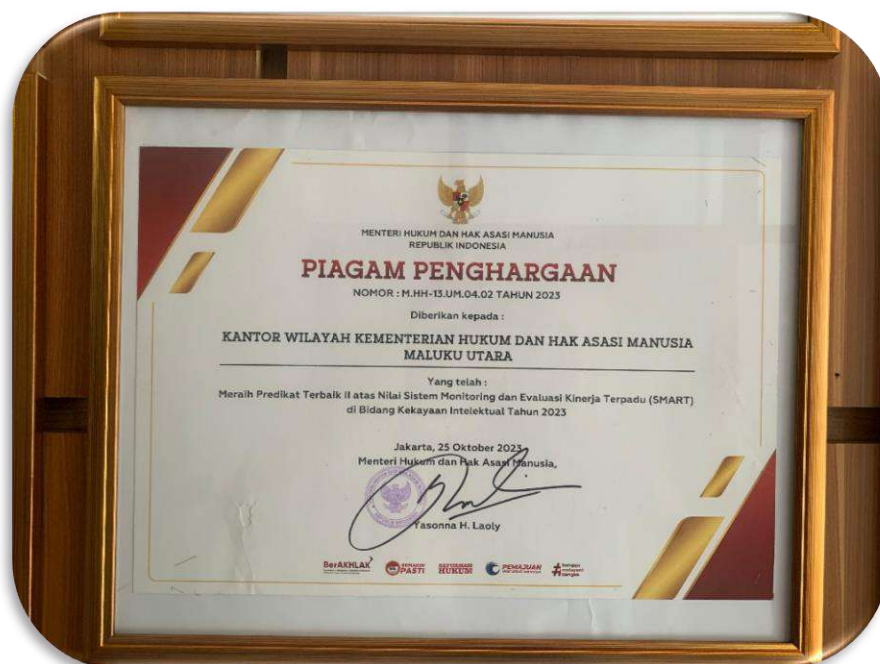 MENTERI HUKUM DAN HAK ASASI MANUSIA
REPUBLIK INDONESIA
PIAGAM PENGHARGAAN
NOMOR : M.HH-13.UM.04.02 TAHUN 2023
Diberikan kepada :
KANTOR WILAYAH KEMENTERIAN HUKUM DAN HAK ASASI MANUSIA
MALUKU UTARA
Yang telah :
Meraih Predikat Terbaik II atas Nilai Sistem Monitoring dan Evaluasi Kinerja Terpadu (SMART)
di Bidang Kekayaan Intelektual Tahun 2023
Jakarta, 25 Oktober 2023
Menteri Hukum dan Hak Asasi Manusia,
Yasonna H. Laoly
BerAKHLAK
PASTI
HUKUM
PEMAJUAN
# bangga melayani bangsa